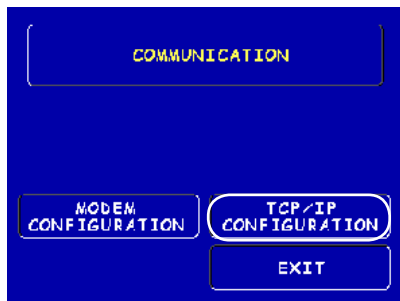 COMMUNICATION
MODEM
CONFIGURATION
TCP/IP
CONFIGURATION
EXIT